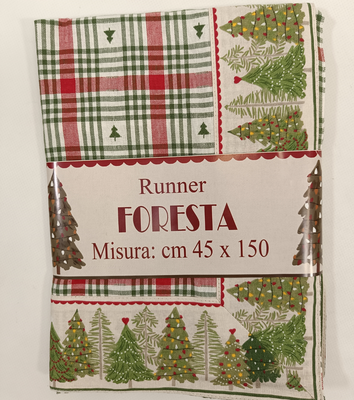 Runner
FORESTA
Misura: cm 45 x 150